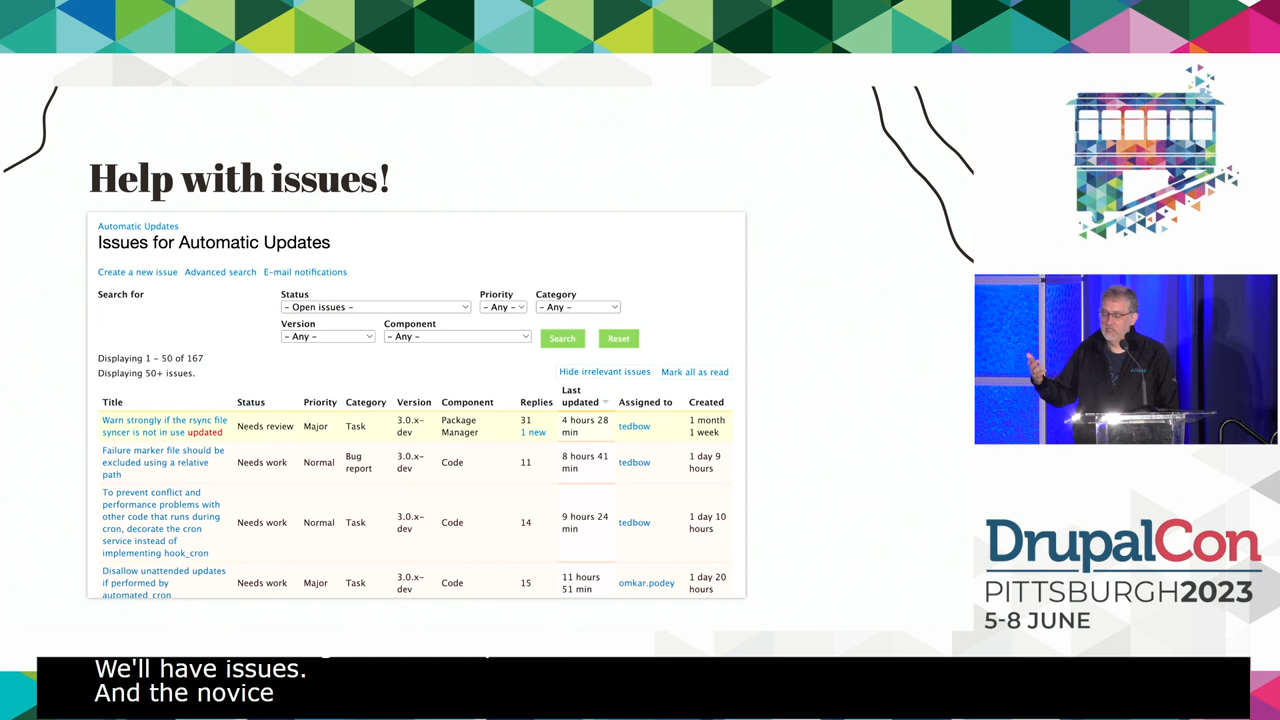 Help with issues!
Automatic Updates
Issues for Automatic Updates
Create a new issue Advanced search E-mail notifications
Search for
Status Priority Category
- Open issues - - Any - - Any -
Version Component
- Any - - Any - Search Reset
Displaying 1 - 50 of 167
Displaying 50+ issues.
Hide irrelevant issues Mark all as read
Title Status Priority Category Version Component Replies Last updated Assigned to Created
Warn strongly if the rsync file syncer is not in use updated Needs review Major Task 3.0.x-dev Package Manager 31 1 new 4 hours 28 min tedbow 1 month 1 week
Failure marker file should be excluded using a relative path Needs work Normal Bug report 3.0.x-dev Code 11 8 hours 41 min tedbow 1 day 9 hours
To prevent conflict and performance problems with other code that runs during cron, decorate the cron service instead of implementing hook_cron Needs work Normal Task 3.0.x-dev Code 14 9 hours 24 min tedbow 1 day 10 hours
Disallow unattended updates if performed by automated_cron Needs work Major Task 3.0.x-dev Code 15 11 hours 51 min omkar.podey 1 day 20 hours
DrupalCon
PITTSBURGH2023
5-8 JUNE
We'll have issues.
And the novice